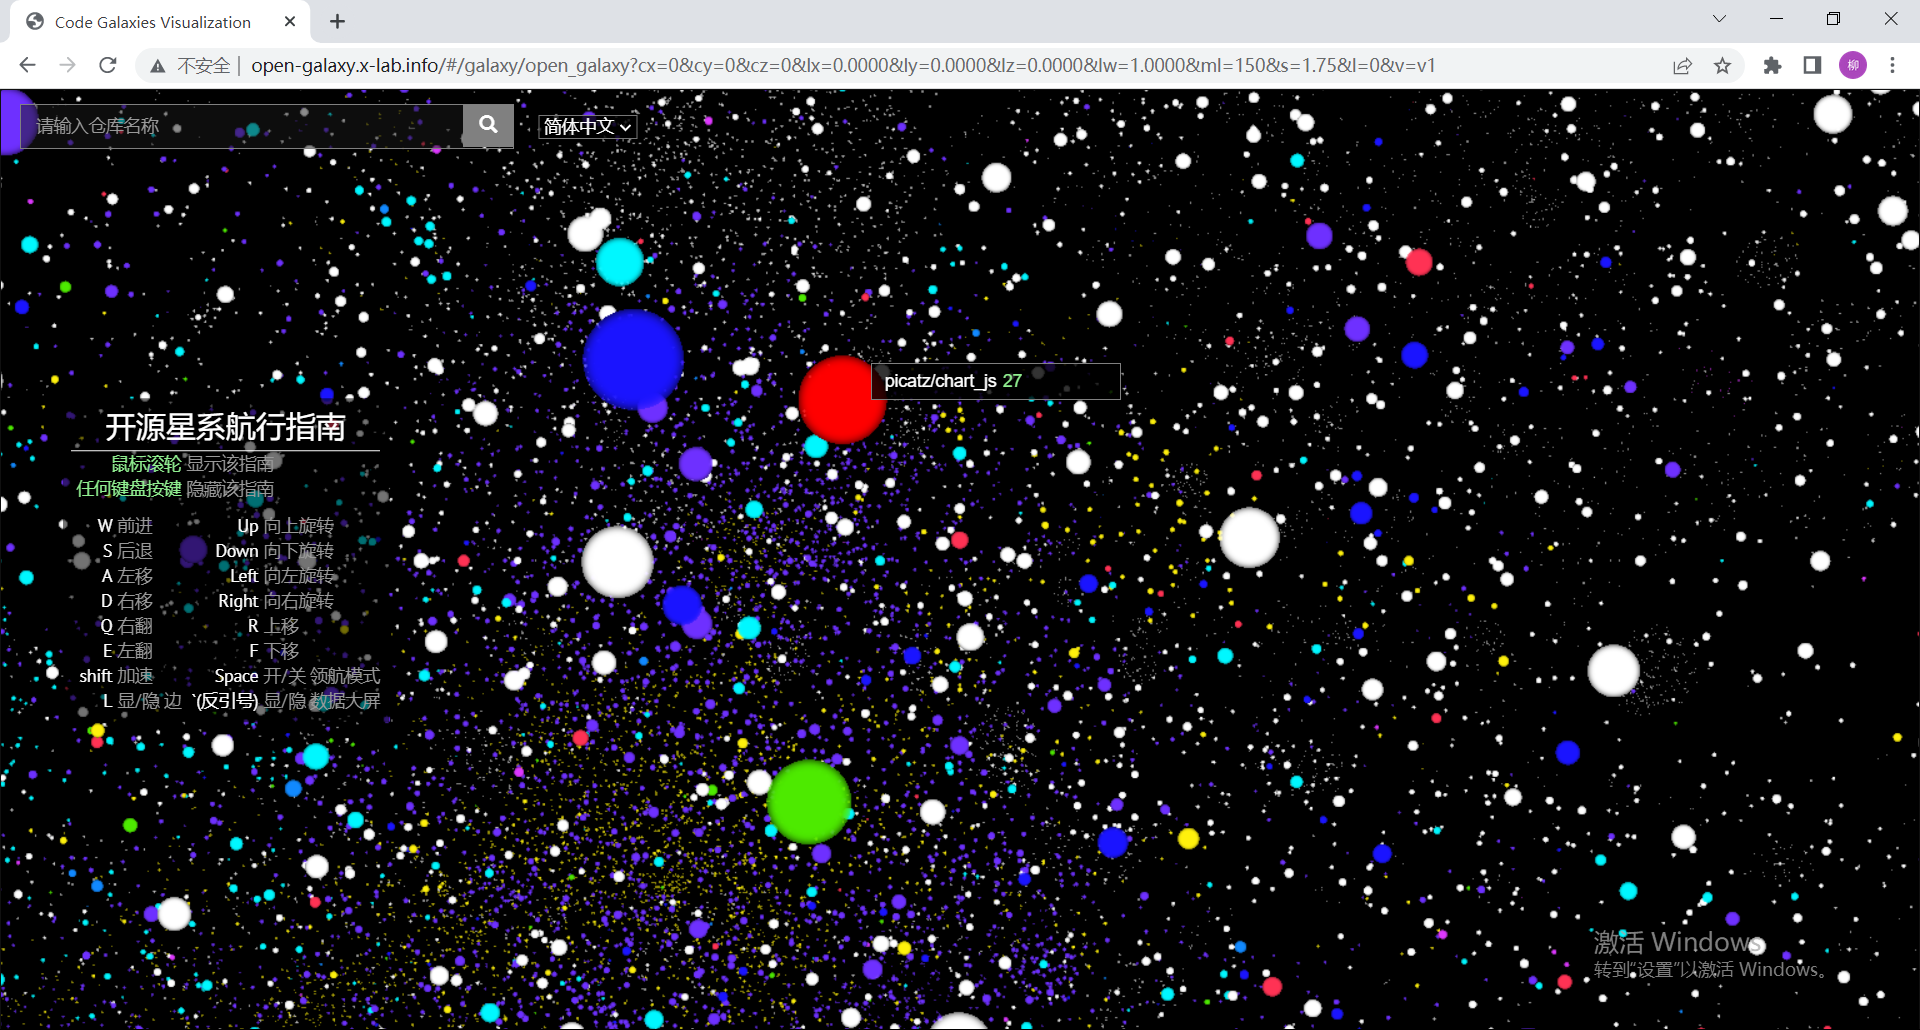 Code Galaxies Visualization
不安全 | open-galaxy.x-lab.info/#/galaxy/open_galaxy?cx=0&cy=0&cz=0&lx=0.0000&ly=0.0000&lz=0.0000&lw=1.0000&ml=150&s=1.75&l=0&v=v1
柳
请输入仓库名称
简体中文
picatz/chart_js 27
开源星系航行指南
鼠标滚轮 显示该指南
任何键盘按键 隐藏该指南
W 前进 Up 向上旋转
S 后退 Down 向下旋转
A 左移 Left 向左旋转
D 右移 Right 向右旋转
Q 右翻 R 上移
E 左翻 F 下移
shift 加速 Space 开/关 领航模式
L 显/隐 边 `(反引号) 显/隐 数据大屏
激活 Windows
转到"设置"以激活 Windows。